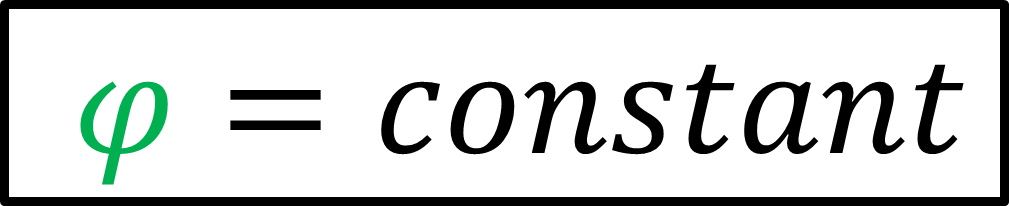 φ = constant